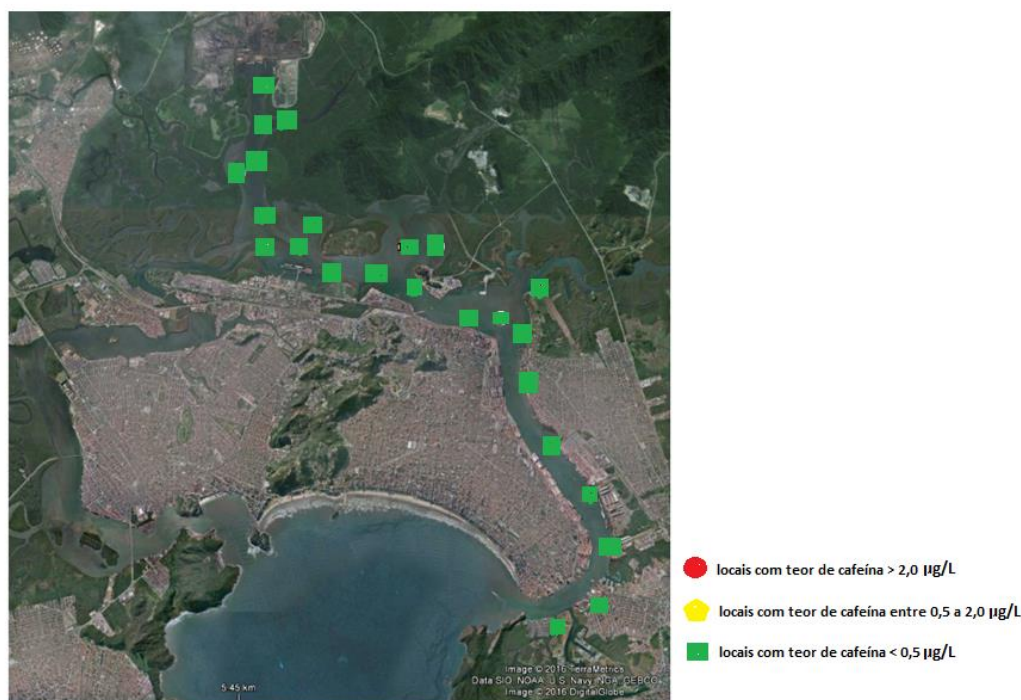 locais com teor de cafeína > 2,0 µg/L
locais com teor de cafeína entre 0,5 a 2,0 µg/L
locais com teor de cafeína < 0,5 µg/L
Image © 2016 TerraMetrics
Data SIO, NOAA, U.S. Navy, NGA, GEBCO
Image © 2016 DigitalGlobe
5.45 km